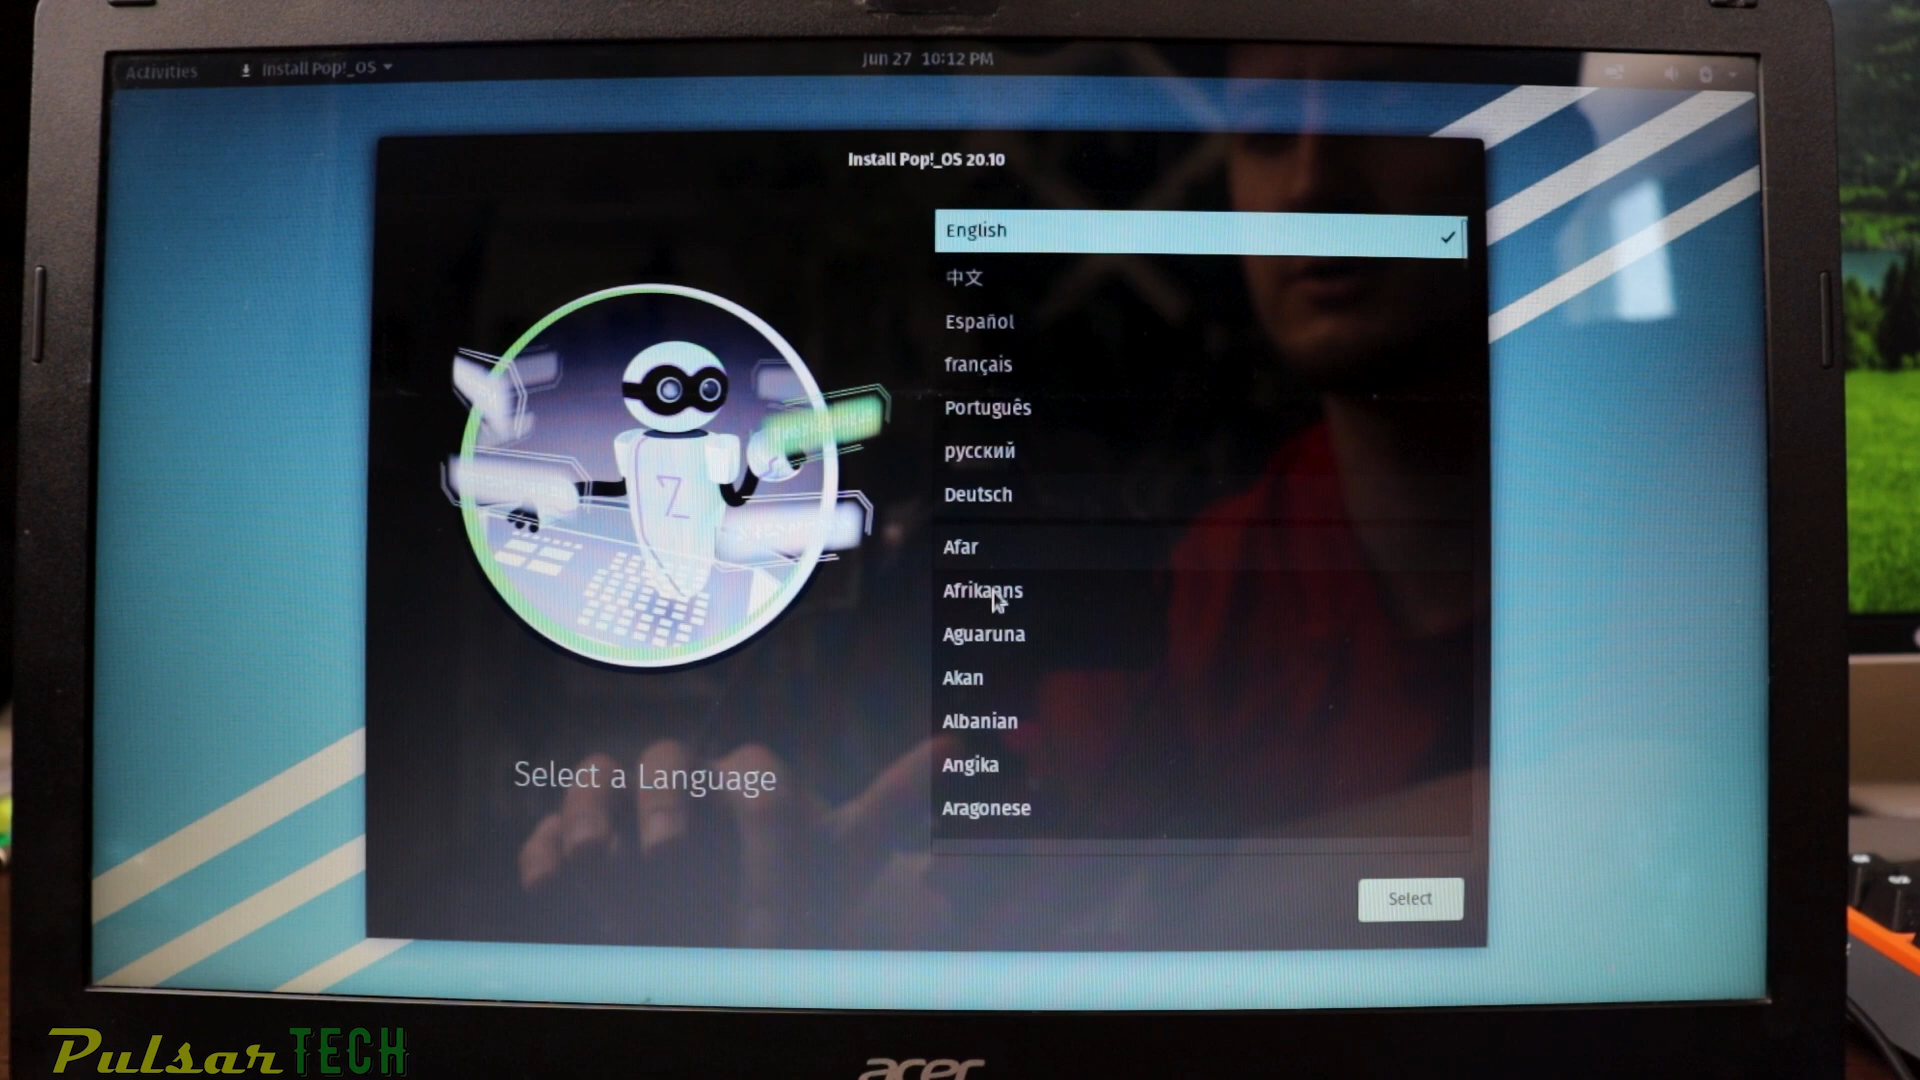 Activities
Install Pop!_OS
Jun 27 10:12 PM
Install Pop!_OS 20.10
English
中文
Español
français
Português
русский
Deutsch
Afar
Afrikaans
Aguaruna
Akan
Albanian
Angika
Aragonese
Select a Language
Z
Select
PulsarTECH
acer